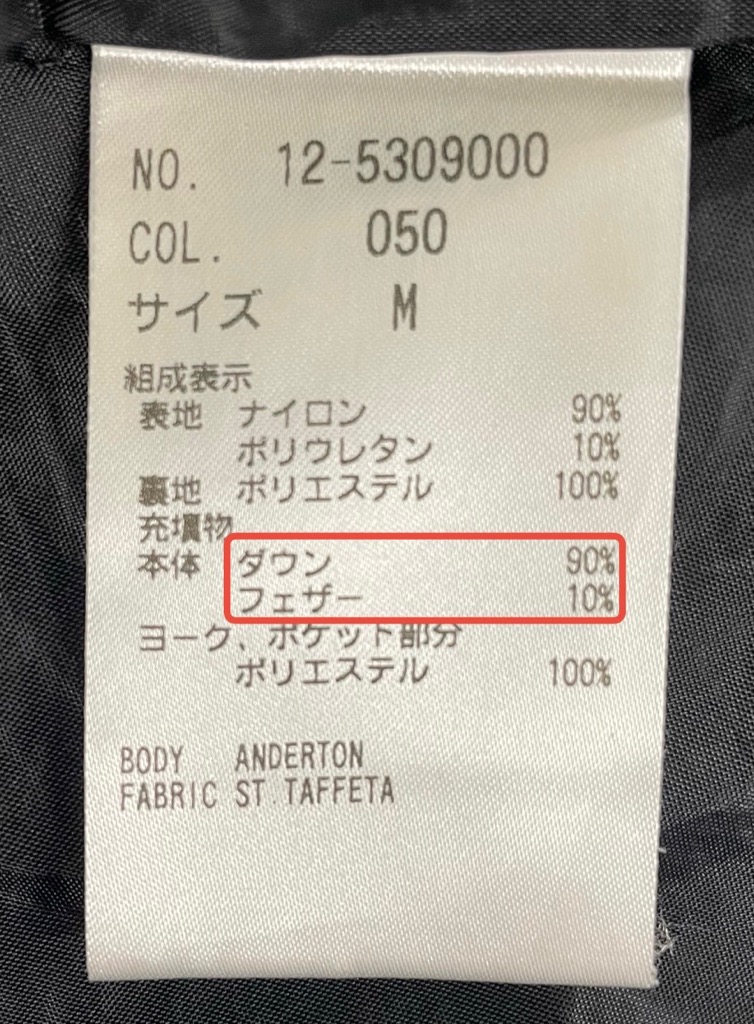 NO. 12-5309000
COL. 050
サイズ M
組成表示
表地 ナイロン 90%
ポリウレタン 10%
裏地 ポリエステル 100%
充填物
本体 ダウン 90%
フェザー 10%
ヨーク、ポケット部分
ポリエステル 100%
BODY ANDERTON
FABRIC ST.TAFFETA